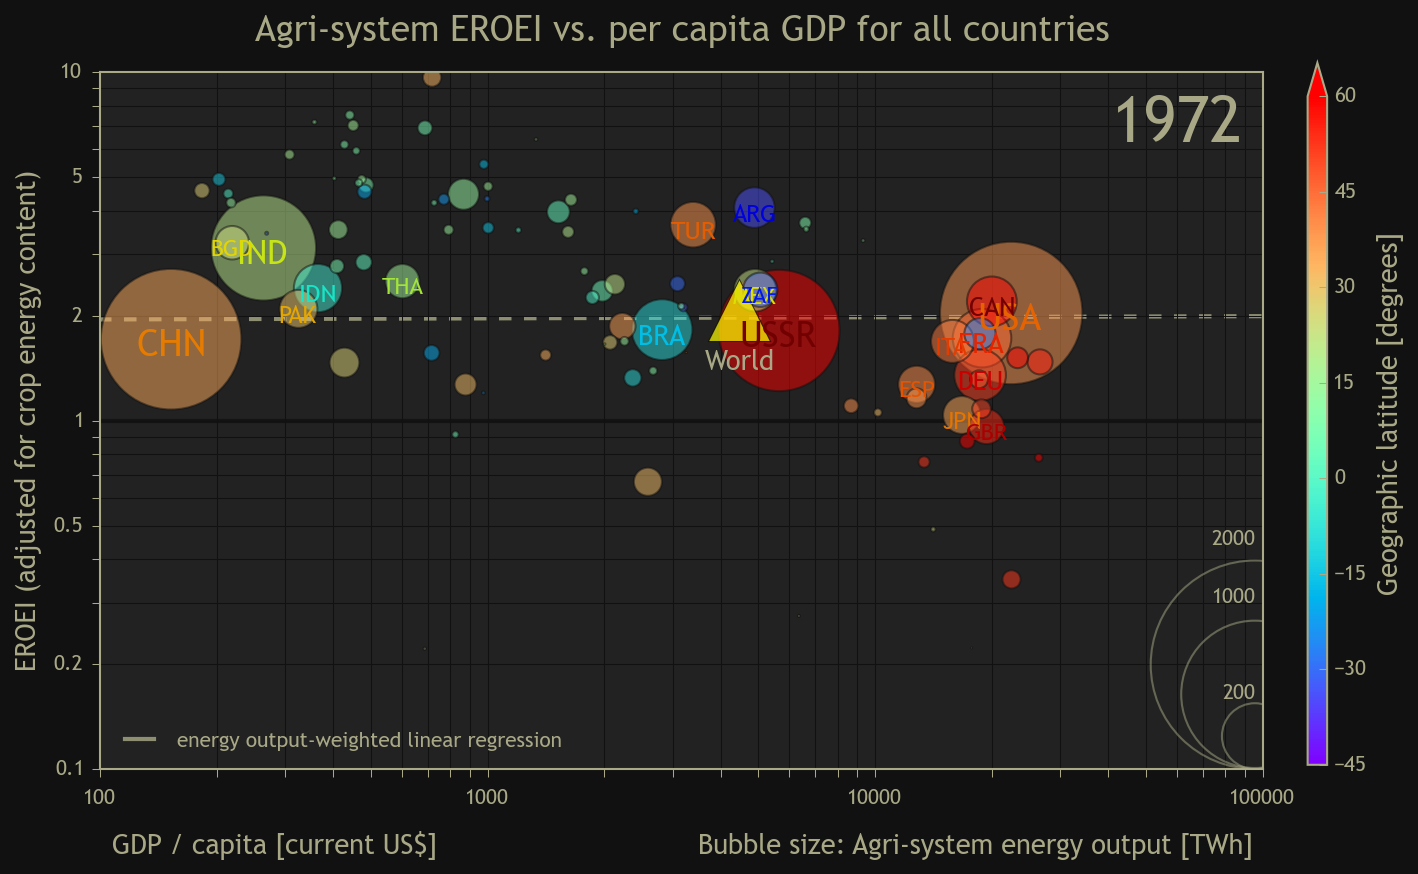 Agri-system EROEI vs. per capita GDP for all countries
1972
EROEI (adjusted for crop energy content)
10
5
2
1
0.5
0.2
0.1
100
1000
10000
100000
GDP / capita [current US$]
Bubble size: Agri-system energy output [TWh]
energy output-weighted linear regression
ARG
TUR
BGD
IND
THA
IDN
ZAF
PAK
CAN
USA
CHN
BRA
USSR
World
ITA
FRA
DEU
ESP
JPN
GBR
2000
1000
200
60
45
30
15
0
−15
−30
−45
Geographic latitude [degrees]